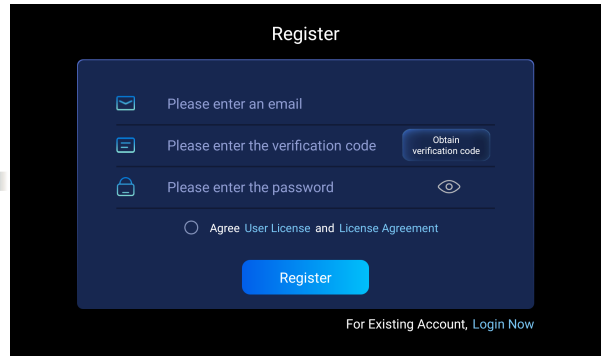 Register
Please enter an email
Please enter the verification code
Obtain
verification code
Please enter the password
Agree User License and License Agreement
Register
For Existing Account, Login Now